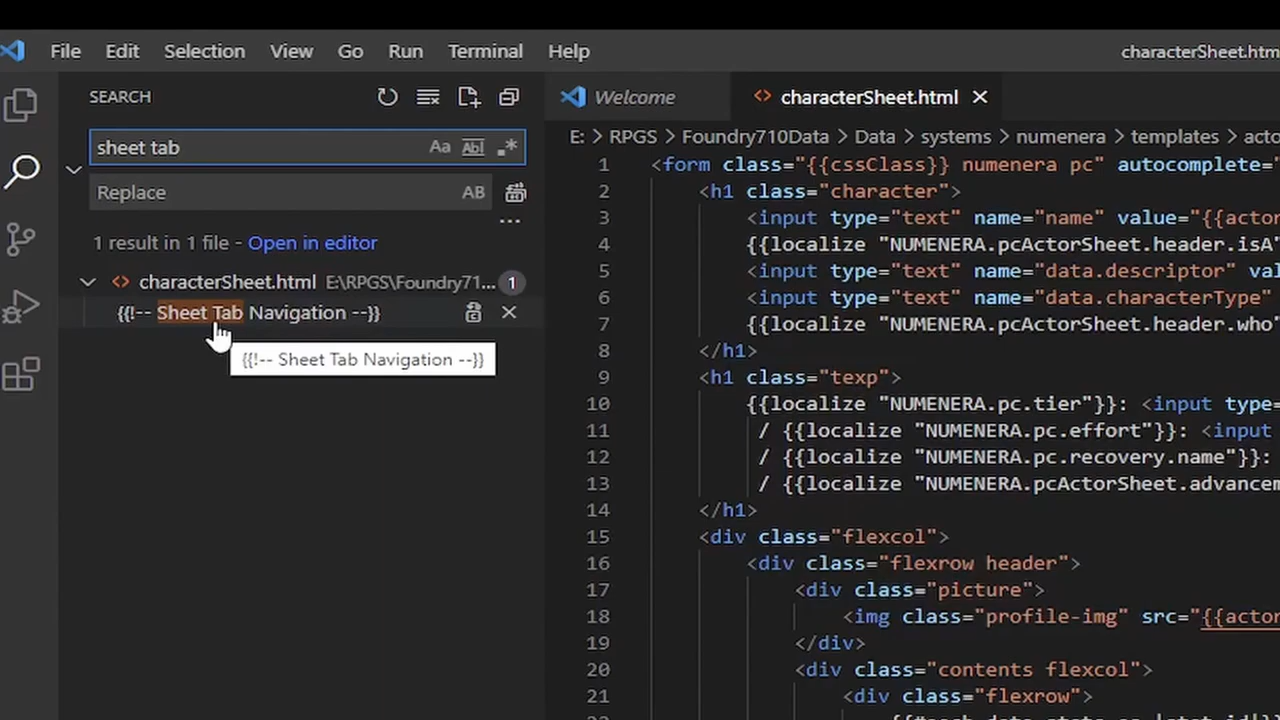 File Edit Selection View Go Run Terminal Help characterSheet.htm
SEARCH
sheet tab Aa Abl .*
Replace AB
...
1 result in 1 file - Open in editor
characterSheet.html E:\RPGS\Foundry71... 1
{{!-- Sheet Tab Navigation --}}
{{!-- Sheet Tab Navigation --}}
Welcome characterSheet.html
E: > RPGS > Foundry710Data > Data > systems > numenera > templates > acto
1 <form class="{{cssClass}} numenera pc" autocomplete="
2 <h1 class="character">
3 <input type="text" name="name" value="{{actor
4 {{localize "NUMENERA.pcActorSheet.header.isA"
5 <input type="text" name="data.descriptor" val
6 <input type="text" name="data.characterType"
7 {{localize "NUMENERA.pcActorSheet.header.who"
8 </h1>
9 <h1 class="texp">
10 {{localize "NUMENERA.pc.tier"}}: <input type=
11 / {{localize "NUMENERA.pc.effort"}}: <input
12 / {{localize "NUMENERA.pc.recovery.name"}}:
13 / {{localize "NUMENERA.pcActorSheet.advancem
14 </h1>
15 <div class="flexcol">
16 <div class="flexrow header">
17 <div class="picture">
18 <img class="profile-img" src="{{actor
19 </div>
20 <div class="contents flexcol">
21 <div class="flexrow">